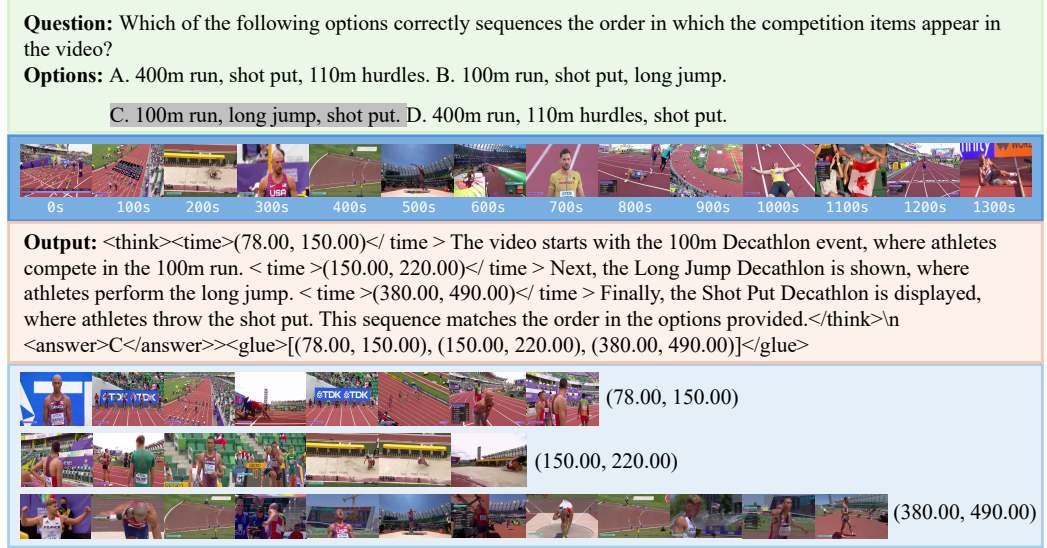 Question: Which of the following options correctly sequences the order in which the competition items appear in
the video?
Options: A. 400m run, shot put, 110m hurdles. B. 100m run, shot put, long jump.
C. 100m run, long jump, shot put. D. 400m run, 110m hurdles, shot put.
USA
0s 100s 200s 300s 400s 500s 600s 700s 800s 900s 1000s 1100s 1200s 1300s
Output: <think><time>(78.00, 150.00)</ time > The video starts with the 100m Decathlon event, where athletes
compete in the 100m run. < time >(150.00, 220.00)</ time > Next, the Long Jump Decathlon is shown, where
athletes perform the long jump. < time >(380.00, 490.00)</ time > Finally, the Shot Put Decathlon is displayed,
where athletes throw the shot put. This sequence matches the order in the options provided.</think>\n
<answer>C</answer>><glue>[(78.00, 150.00), (150.00, 220.00), (380.00, 490.00)]</glue>
TDK TDK TDK TDK
(78.00, 150.00)
(150.00, 220.00)
(380.00, 490.00)